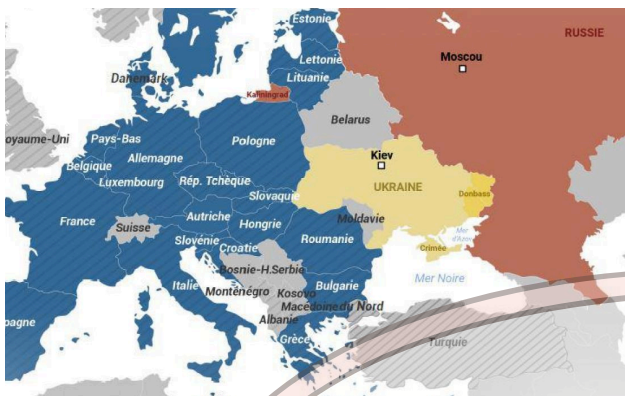 Estonie
RUSSIE
Lettonie
Moscou
Danemark
Lituanie
Kaliningrad
Belarus
oyaume-Uni
Pays-Bas
Pologne
Kiev
Allemagne
Belgique
Luxembourg
Rép. Tchèque
UKRAINE
Donbass
Slovaquie
France
Autriche
Moldavie
Suisse
Hongrie
Mer
d'Azov
Slovénie
Roumanie
Croatie
Crimée
Bosnie-H.
Serbie
Mer Noire
Italie
Bulgarie
Monténégro
Kosovo
Macédoine du Nord
pagne
Albanie
Grèce
Turquie